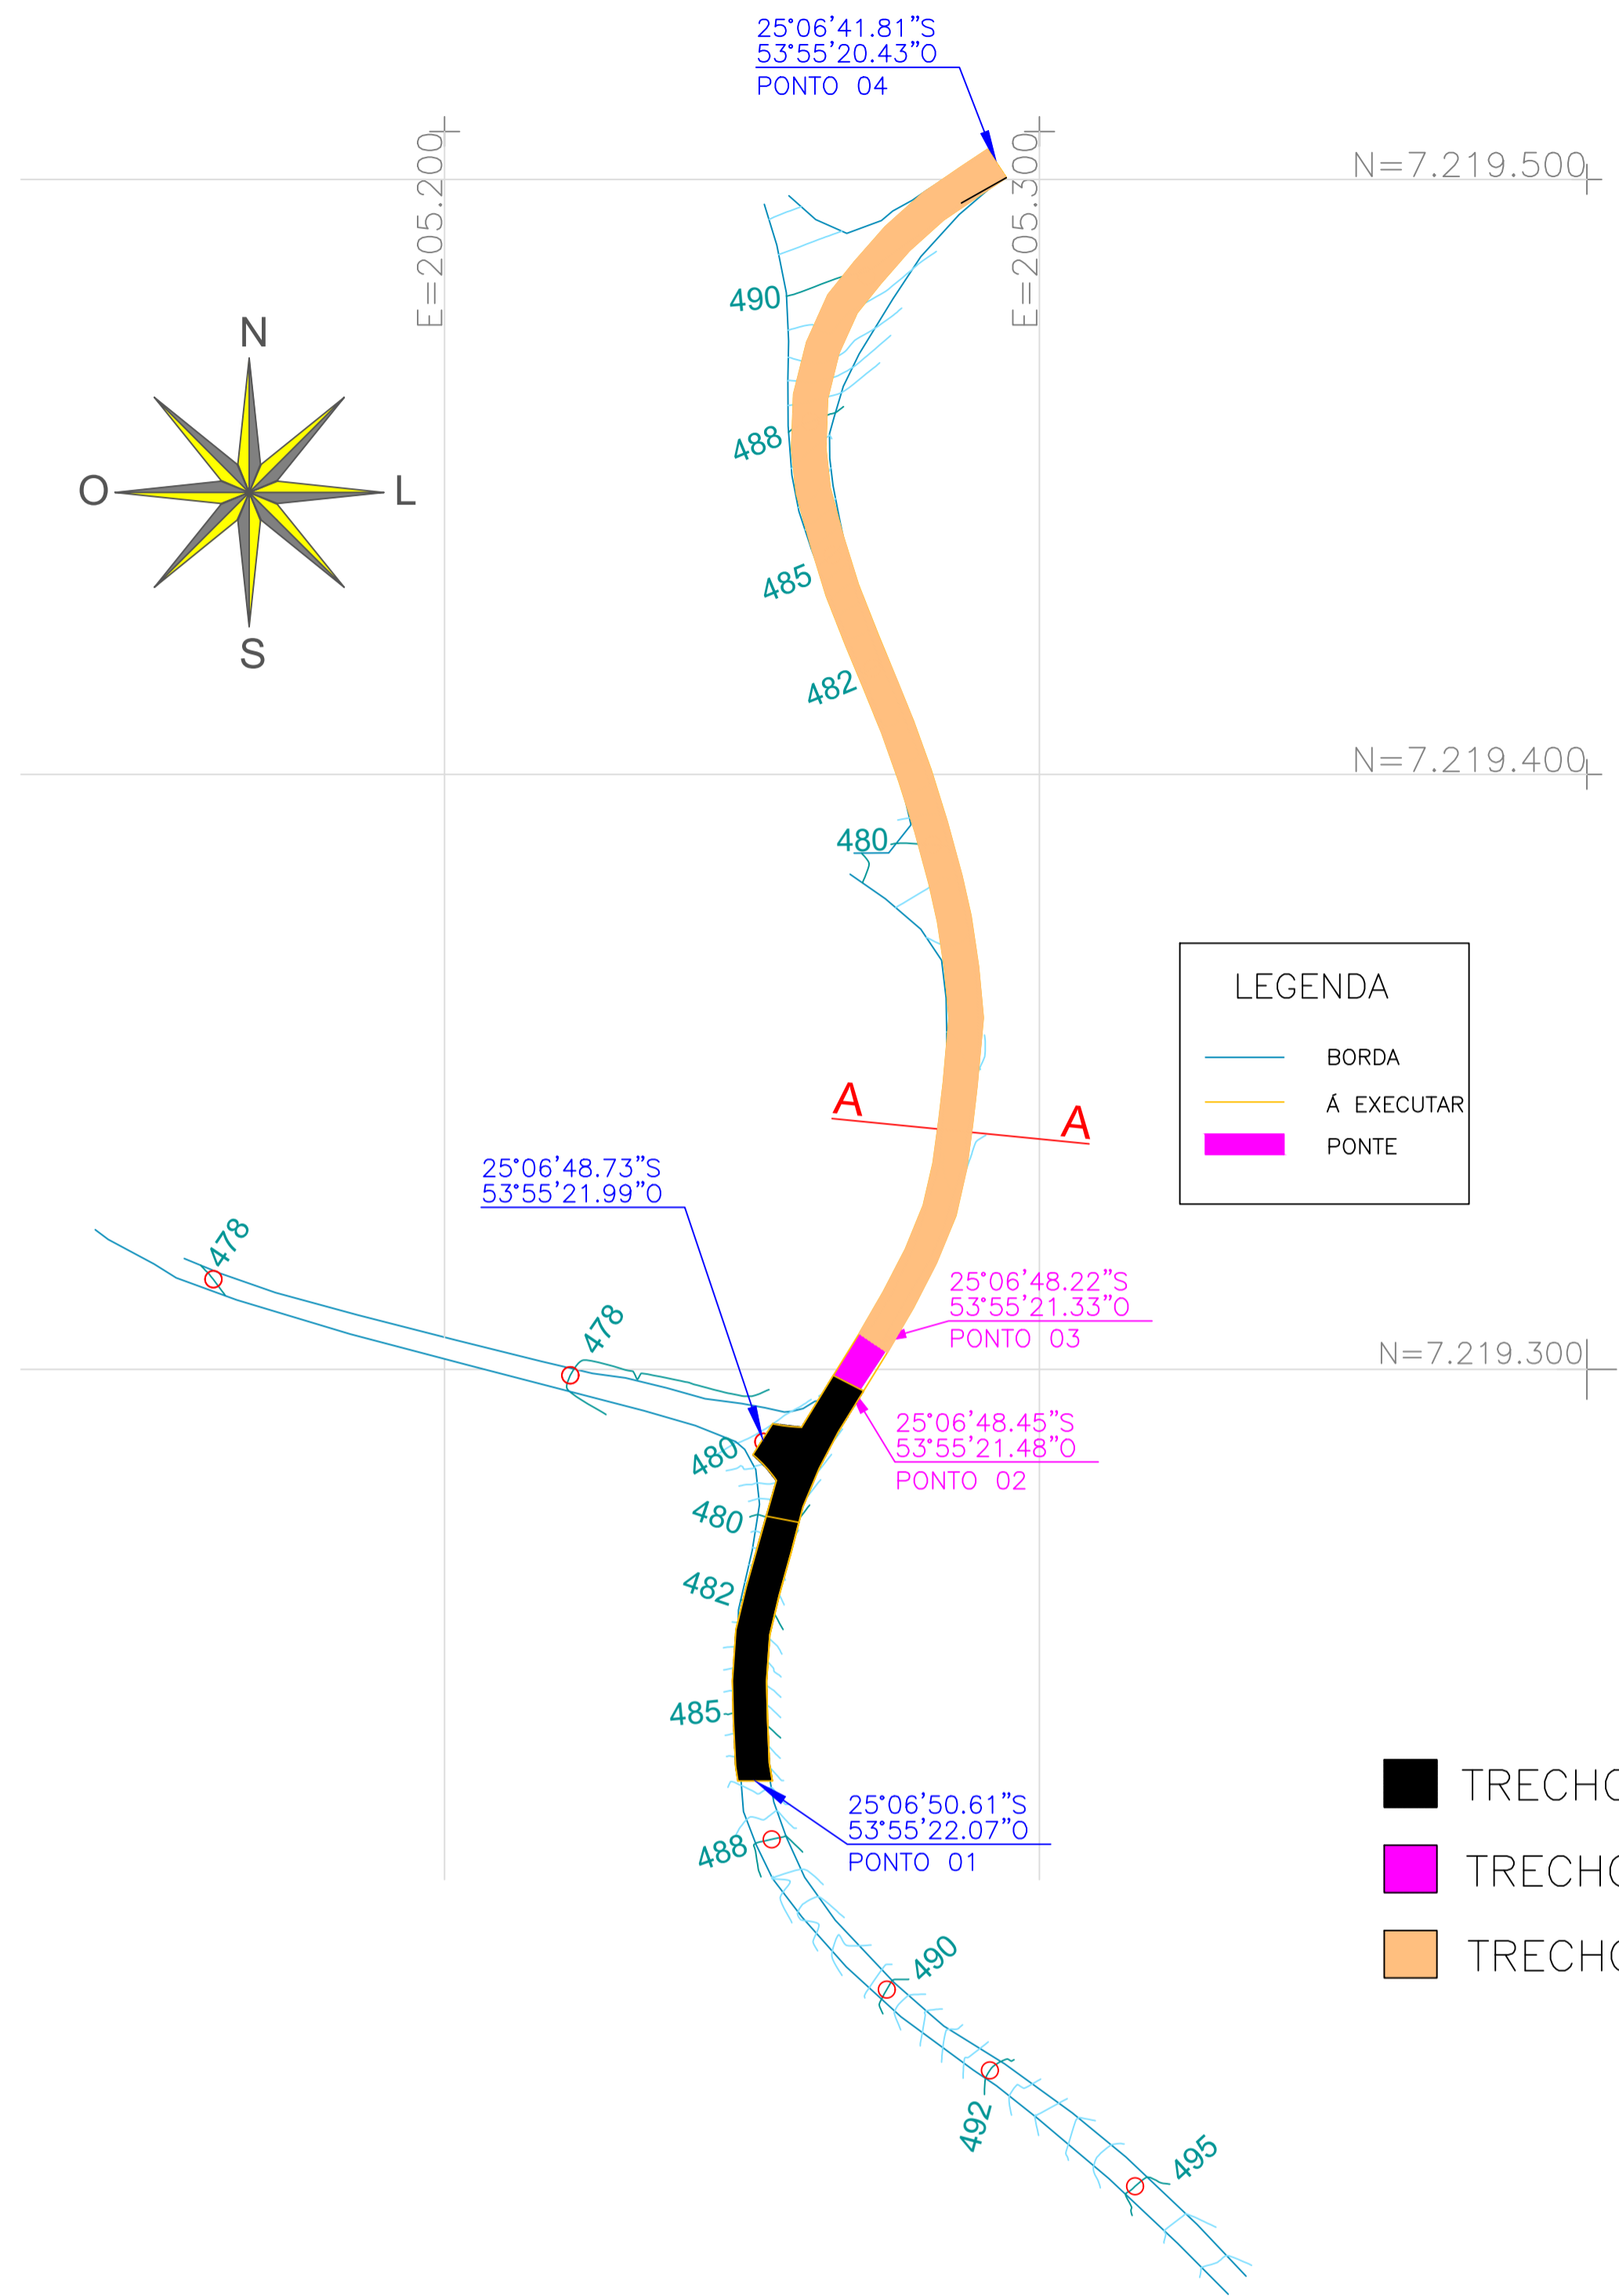 25°06'41.81"S
53°55'20.43"O
PONTO 04
E=205.200
E=205.300
N=7.219.500
490
N
488
O
L
485
S
482
N=7.219.400
480
LEGENDA
BORDA
Á EXECUTAR
PONTE
A
A
25°06'48.73"S
53°55'21.99"O
478
25°06'48.22"S
53°55'21.33"O
PONTO 03
478
N=7.219.300
25°06'48.45"S
53°55'21.48"O
PONTO 02
480
480
482
485
25°06'50.61"S
53°55'22.07"O
PONTO 01
488
TRECHO
TRECHO
TRECHO
490
492
495